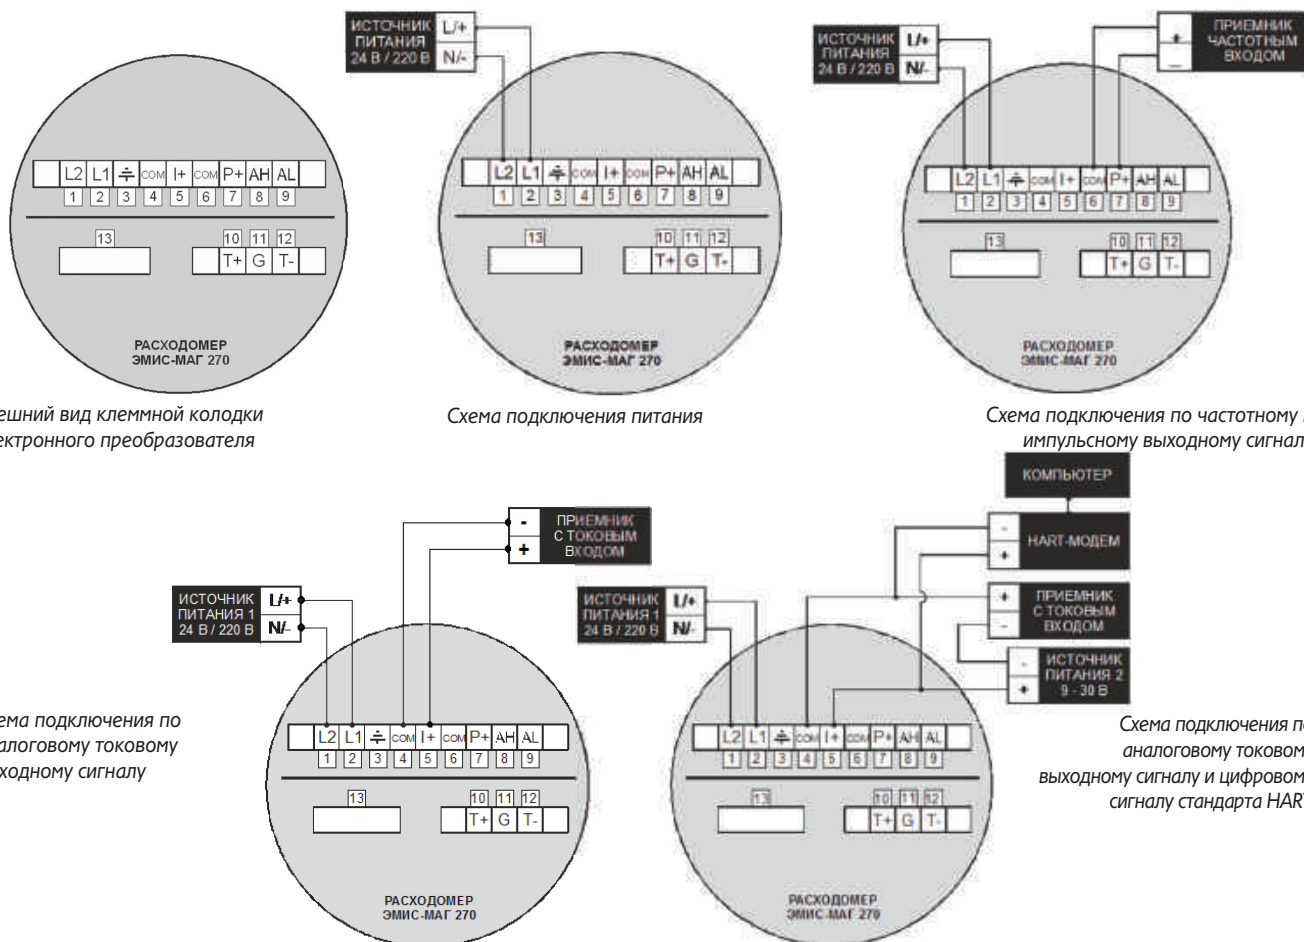 L2 L1 COM I+ COM P+ AH AL
1 2 3 4 5 6 7 8 9
13 10 11 12
T+ G T-
РАСХОДОМЕР
ЭМИС-МАГ 270
ешний вид клеммной колодки
ектронного преобразователя
ИСТОЧНИК L/+
ПИТАНИЯ
24 В / 220 В N/-
L2 L1 COM I+ COM P+ AH AL
1 2 3 4 5 6 7 8 9
13 10 11 12
T+ G T-
РАСХОДОМЕР
ЭМИС-МАГ 270
Схема подключения питания
ИСТОЧНИК L/+
ПИТАНИЯ
24 В / 220 В N/-
+ ПРИЕМНИК
ЧАСТОТНЫМ
– ВХОДОМ
L2 L1 COM I+ COM P+ AH AL
1 2 3 4 5 6 7 8 9
13 10 11 12
T+ G T-
РАСХОДОМЕР
ЭМИС-МАГ 270
Схема подключения по частотному
импульсному выходному сигнал
- ПРИЕМНИК
С ТОКОВЫМ
+ ВХОДОМ
ИСТОЧНИК L/+
ПИТАНИЯ 1
24 В / 220 В N/-
L2 L1 COM I+ COM P+ AH AL
1 2 3 4 5 6 7 8 9
13 10 11 12
T+ G T-
РАСХОДОМЕР
ЭМИС-МАГ 270
ема подключения по
алоговому токовому
ходному сигналу
КОМПЬЮТЕР
-
+ HART-МОДЕМ
+ ПРИЕМНИК
С ТОКОВЫМ
- ВХОДОМ
- ИСТОЧНИК
ПИТАНИЯ 2
+ 9 - 30 В
ИСТОЧНИК L/+
ПИТАНИЯ 1
24 В / 220 В N/-
L2 L1 COM I+ COM P+ AH AL
1 2 3 4 5 6 7 8 9
13 10 11 12
T+ G T-
РАСХОДОМЕР
ЭМИС-МАГ 270
Схема подключения по
аналоговому токовом
выходному сигналу и цифровом
сигналу стандарта HART